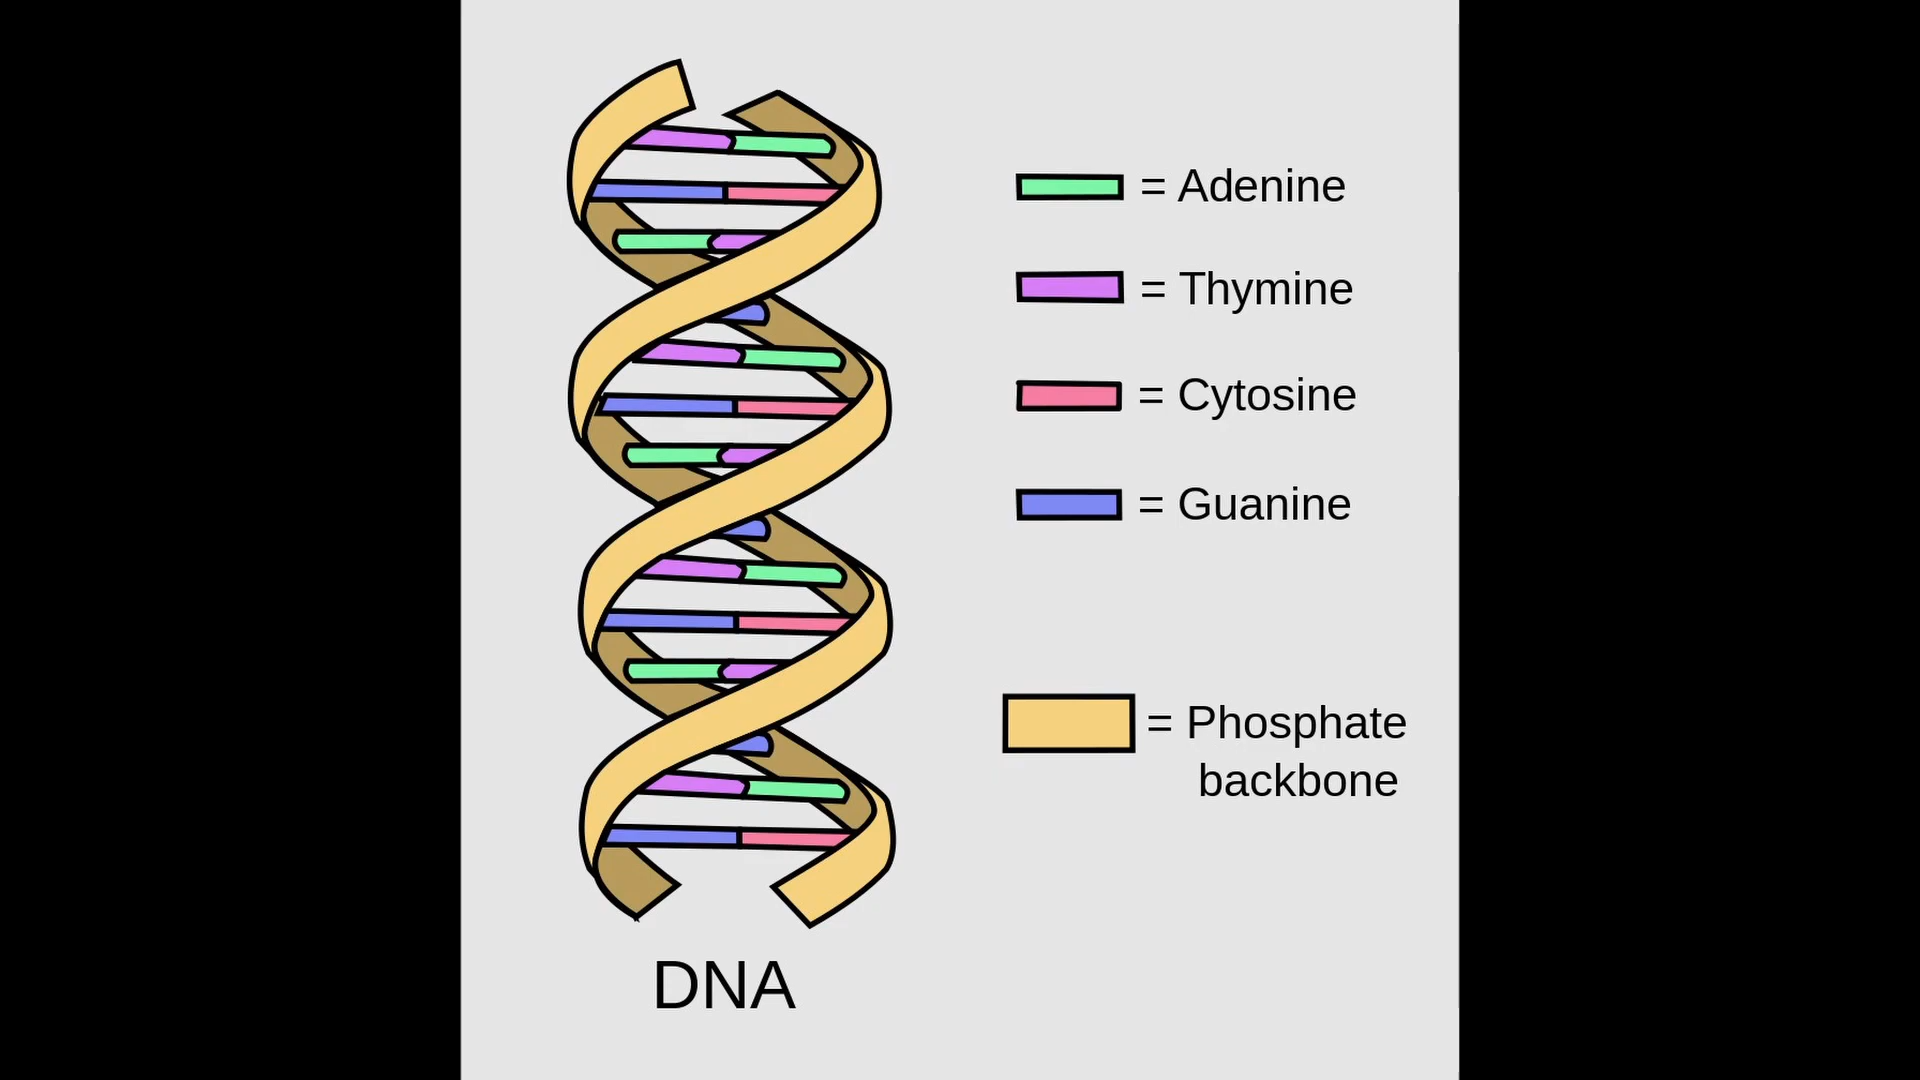 = Adenine
= Thymine
= Cytosine
= Guanine
= Phosphate
backbone
DNA